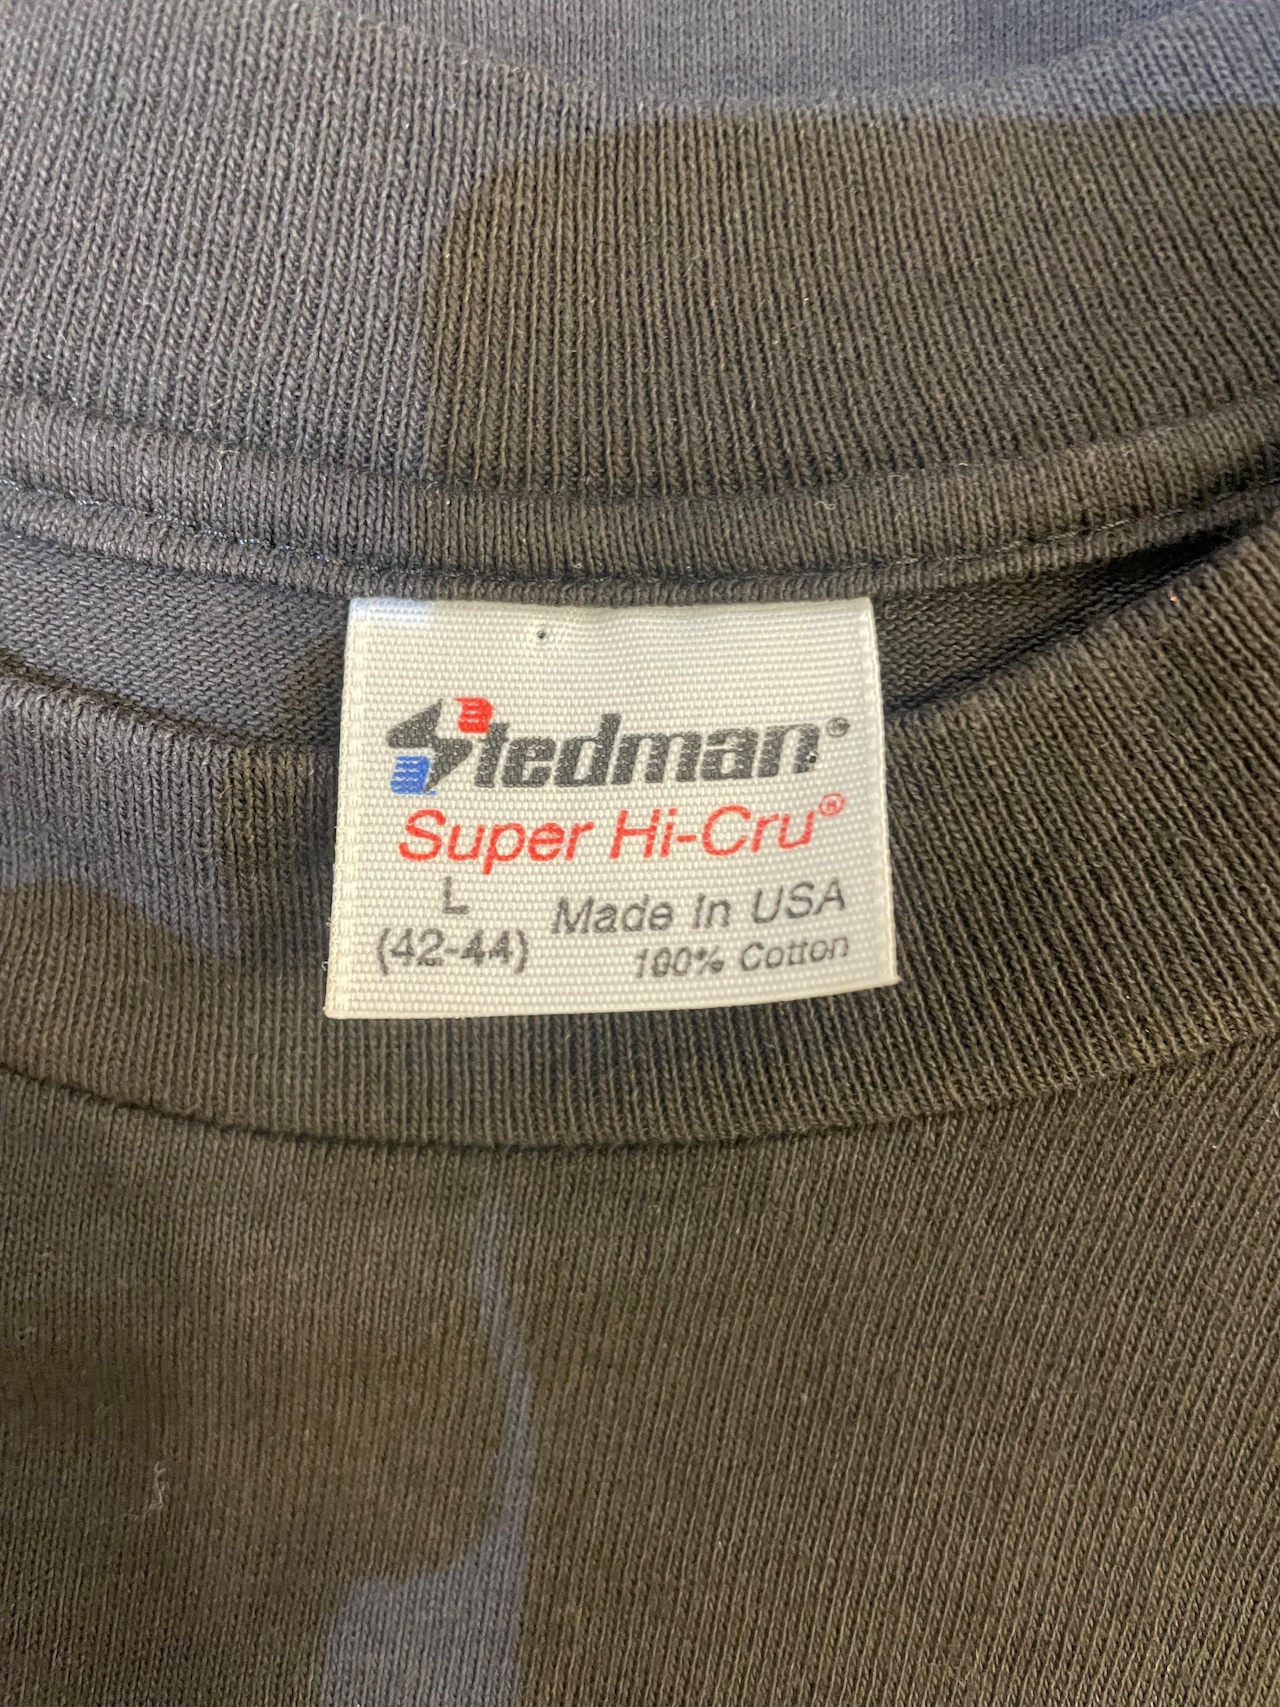 Stedman®
Super Hi-Cru®
L
Made In USA
(42-44)
100% Cotton